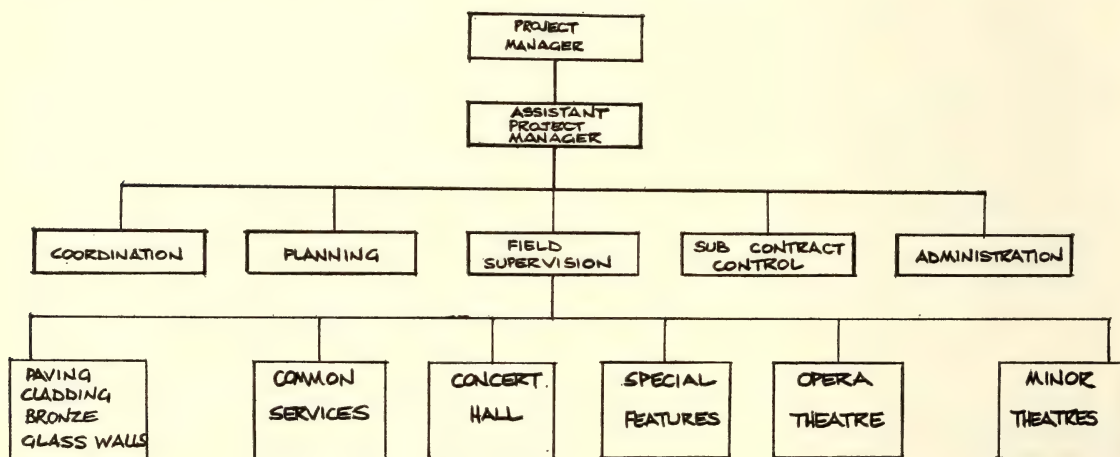 PROJECT
MANAGER
ASSISTANT
PROJECT
MANAGER
COORDINATION
PLANNING
FIELD
SUPERVISION
SUB CONTRACT
CONTROL
ADMINISTRATION
PAVING
CLADDING
BRONZE
GLASS WALLS
COMMON
SERVICES
CONCERT
HALL
SPECIAL
FEATURES
OPERA
THEATRE
MINOR
THEATRES